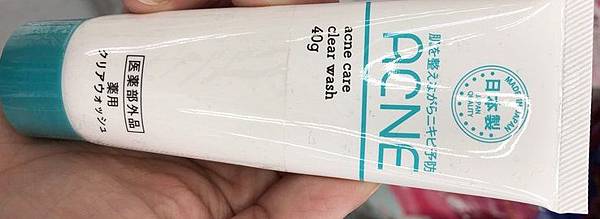 MADE IN JAPAN
日本製
JAPAN
QUALITY
肌を整えながらニキビ予防
ACNE
acne care
clear wash
40g
医薬部外品
薬用
クリアウォッシュ